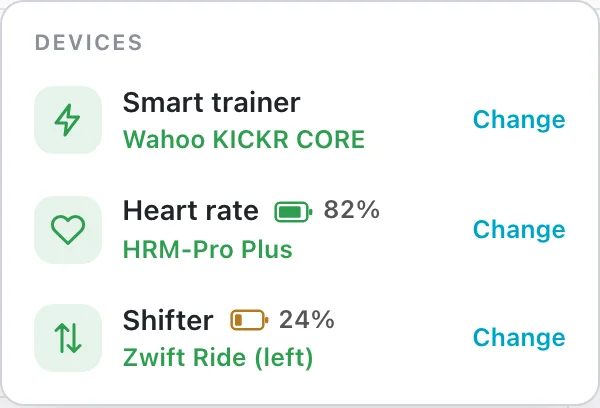 DEVICES
Smart trainer
Wahoo KICKR CORE
Change
Heart rate 82%
HRM-Pro Plus
Change
Shifter 24%
Zwift Ride (left)
Change